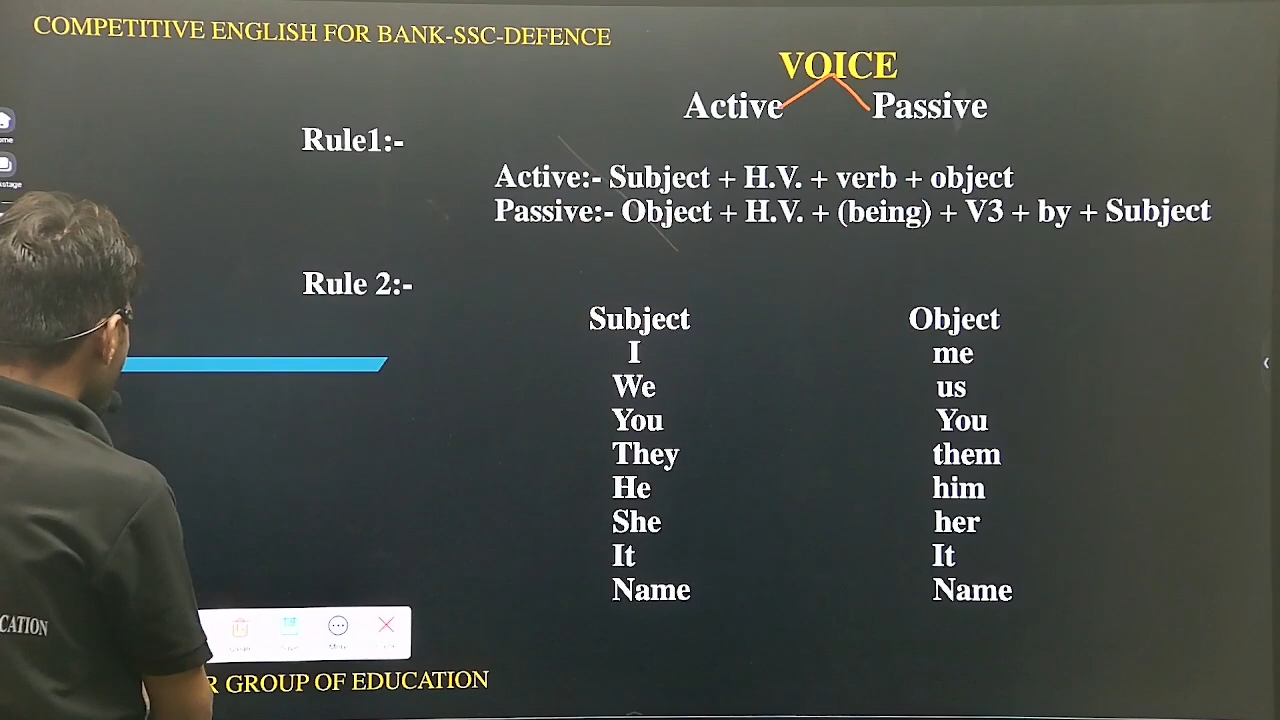 COMPETITIVE ENGLISH FOR BANK-SSC-DEFENCE
VOICE
Active Passive
Rule1:-
Active:- Subject + H.V. + verb + object
Passive:- Object + H.V. + (being) + V3 + by + Subject
Rule 2:-
Subject Object
I me
We us
You You
They them
He him
She her
It It
Name Name
R GROUP OF EDUCATION
CATION